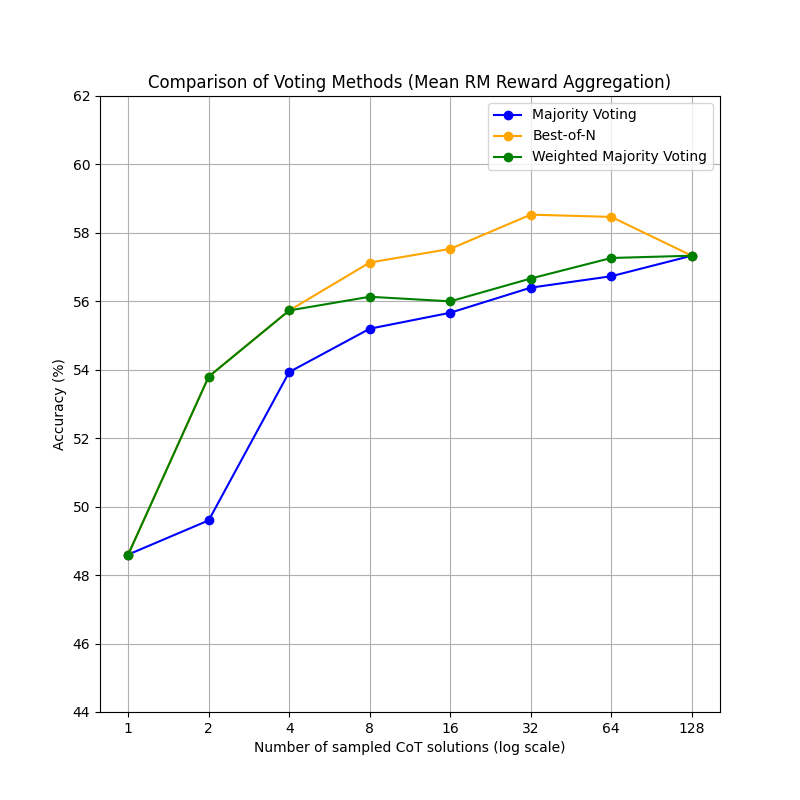 Comparison of Voting Methods (Mean RM Reward Aggregation)
Majority Voting
Best-of-N
Weighted Majority Voting
Accuracy (%)
62
60
58
56
54
52
50
48
46
44
1 2 4 8 16 32 64 128
Number of sampled CoT solutions (log scale)